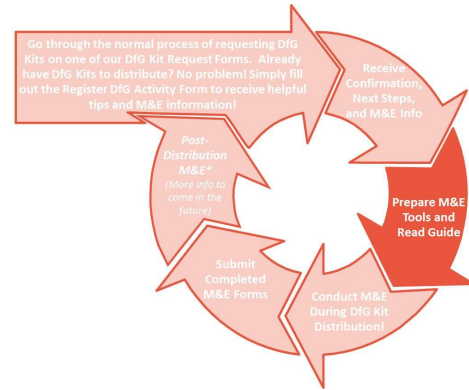 Go through the normal process of requesting DfG
Kits on one of our DfG Kit Request Forms.  Already
have DfG Kits to distribute? No problem! Simply fill
out the Register DfG Activity Form to receive helpful
tips and M&E information!
Receive
Confirmation,
Next Steps,
and M&E Info
Prepare M&E
Tools and
Read Guide
Conduct M&E
During DfG Kit
Distribution!
Submit
Completed
M&E Forms
Post-
Distribution
M&E*
(More info to
come in the
future)